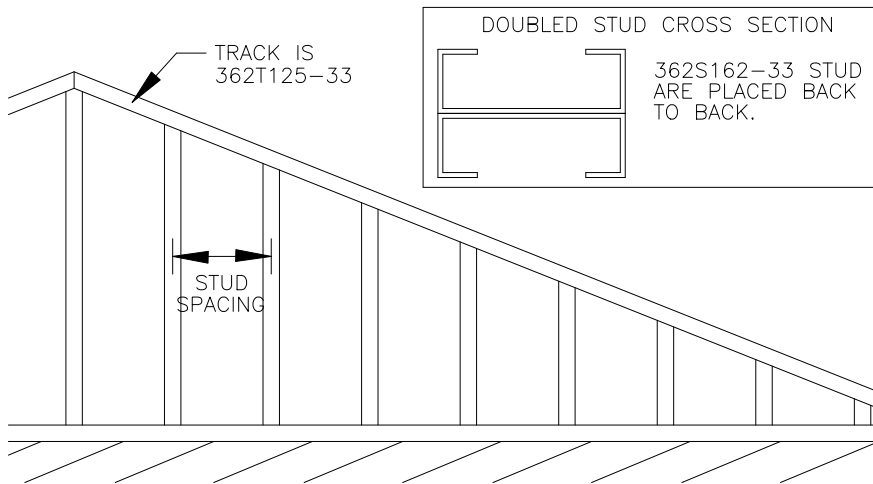 DOUBLED STUD CROSS SECTION
TRACK IS
362T125-33
362S162-33 STUD
ARE PLACED BACK
TO BACK.
STUD
SPACING